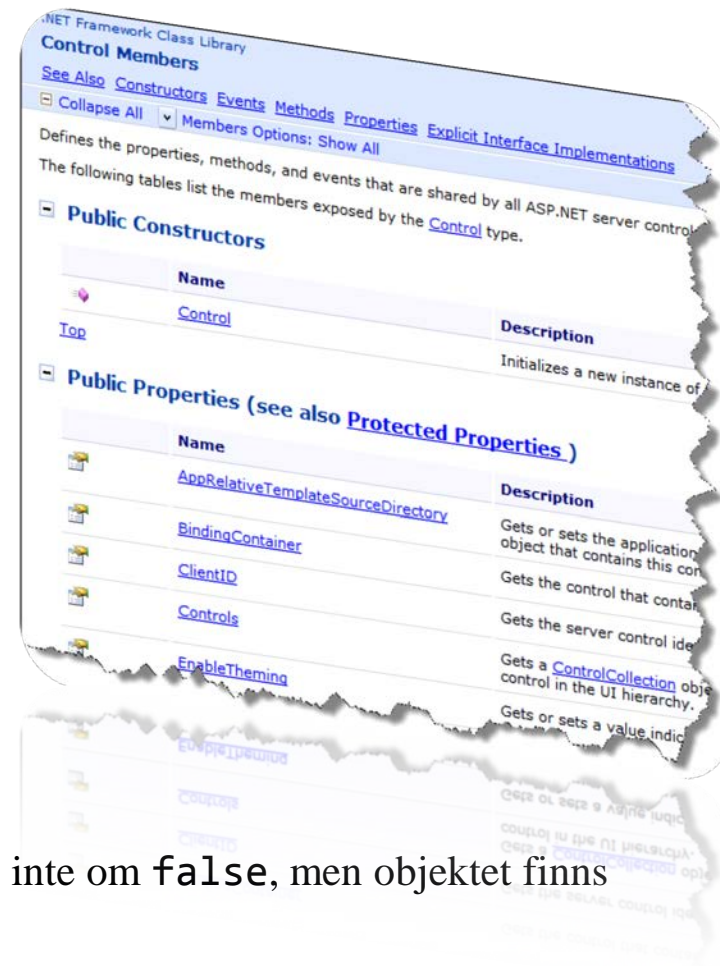 .NET Framework Class Library
Control Members
See Also Constructors Events Methods Properties Explicit Interface Implementations
Collapse All Members Options: Show All
Defines the properties, methods, and events that are shared by all ASP.NET server control
The following tables list the members exposed by the Control type.
Public Constructors
Name Description
Control Initializes a new instance of
Top
Public Properties (see also Protected Properties )
Name Description
AppRelativeTemplateSourceDirectory Gets or sets the application
object that contains this con
BindingContainer Gets the control that contai
ClientID Gets the server control ide
Controls Gets a ControlCollection obje
control in the UI hierarchy.
EnableTheming Gets or sets a value indic
inte om false, men objektet finns